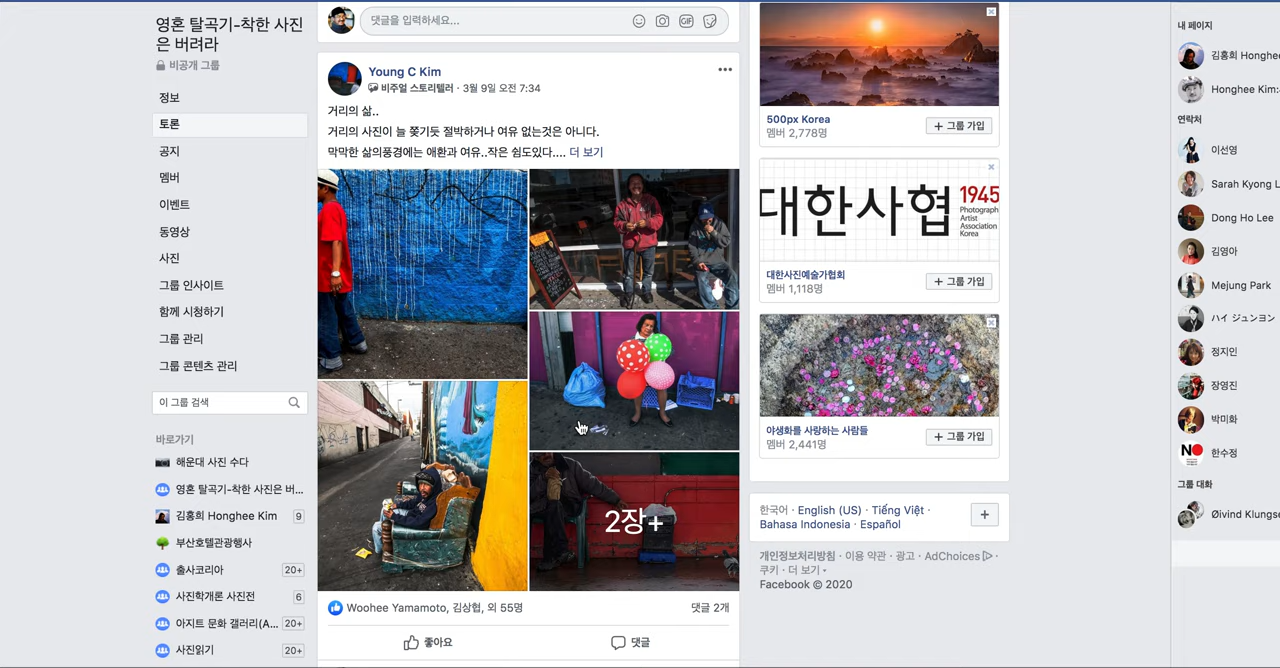 영혼 탈곡기-착한 사진
은 버려라
비공개 그룹
정보
토론
공지
멤버
이벤트
동영상
사진
그룹 인사이트
함께 시청하기
그룹 관리
그룹 콘텐츠 관리
이 그룹 검색
바로가기
해운대 사진 수다
영혼 탈곡기-착한 사진은 버...
김홍희 Honghee Kim 9
부산호텔관광행사
출사코리아 20+
사진학개론 사진전 6
아지트 문화 갤러리(A... 20+
사진읽기 20+
댓글을 입력하세요...
GIF
Young C Kim
비주얼 스토리텔러 · 3월 9일 오전 7:34
거리의 삶..
거리의 사진이 늘 쫓기듯 절박하거나 여유 없는것은 아니다.
막막한 삶의풍경에는 애환과 여유..작은 쉼도있다.... 더 보기
2장+
Woohee Yamamoto, 김상협, 외 55명
댓글 2개
좋아요
댓글
500px Korea
멤버 2,778명
+ 그룹 가입
대한사협 1945
Photograph
Artist
Association
Korea
대한사진예술가협회
멤버 1,118명
+ 그룹 가입
야생화를 사랑하는 사람들
멤버 2,441명
+ 그룹 가입
한국어 · English (US) · Tiếng Việt ·
Bahasa Indonesia · Español
개인정보처리방침 · 이용 약관 · 광고 · AdChoices ·
쿠키 · 더 보기
Facebook © 2020
내 페이지
김홍희 Honghee
Honghee Kim:
연락처
이선영
Sarah Kyong L
Dong Ho Lee
김영아
Mejung Park
ハイ ジュンヨン
정지인
장영진
박미화
NO
한수정
그룹 대화
Øivind Klungse